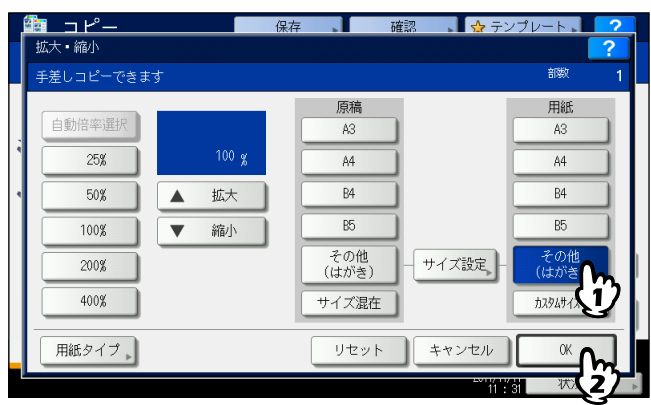 コピー 保存 確認 テンプレート ?
拡大・縮小 ?
手差しコピーできます 部数 1
原稿 用紙
自動倍率選択 A3 A3
25% 100 % A4 A4
50% 拡大 B4 B4
100% 縮小 B5 B5
200% その他
(はがき) サイズ設定 その他
(はがき
400% サイズ混在 カスタムサイズ
1
用紙タイプ リセット キャンセル OK
2
11:31